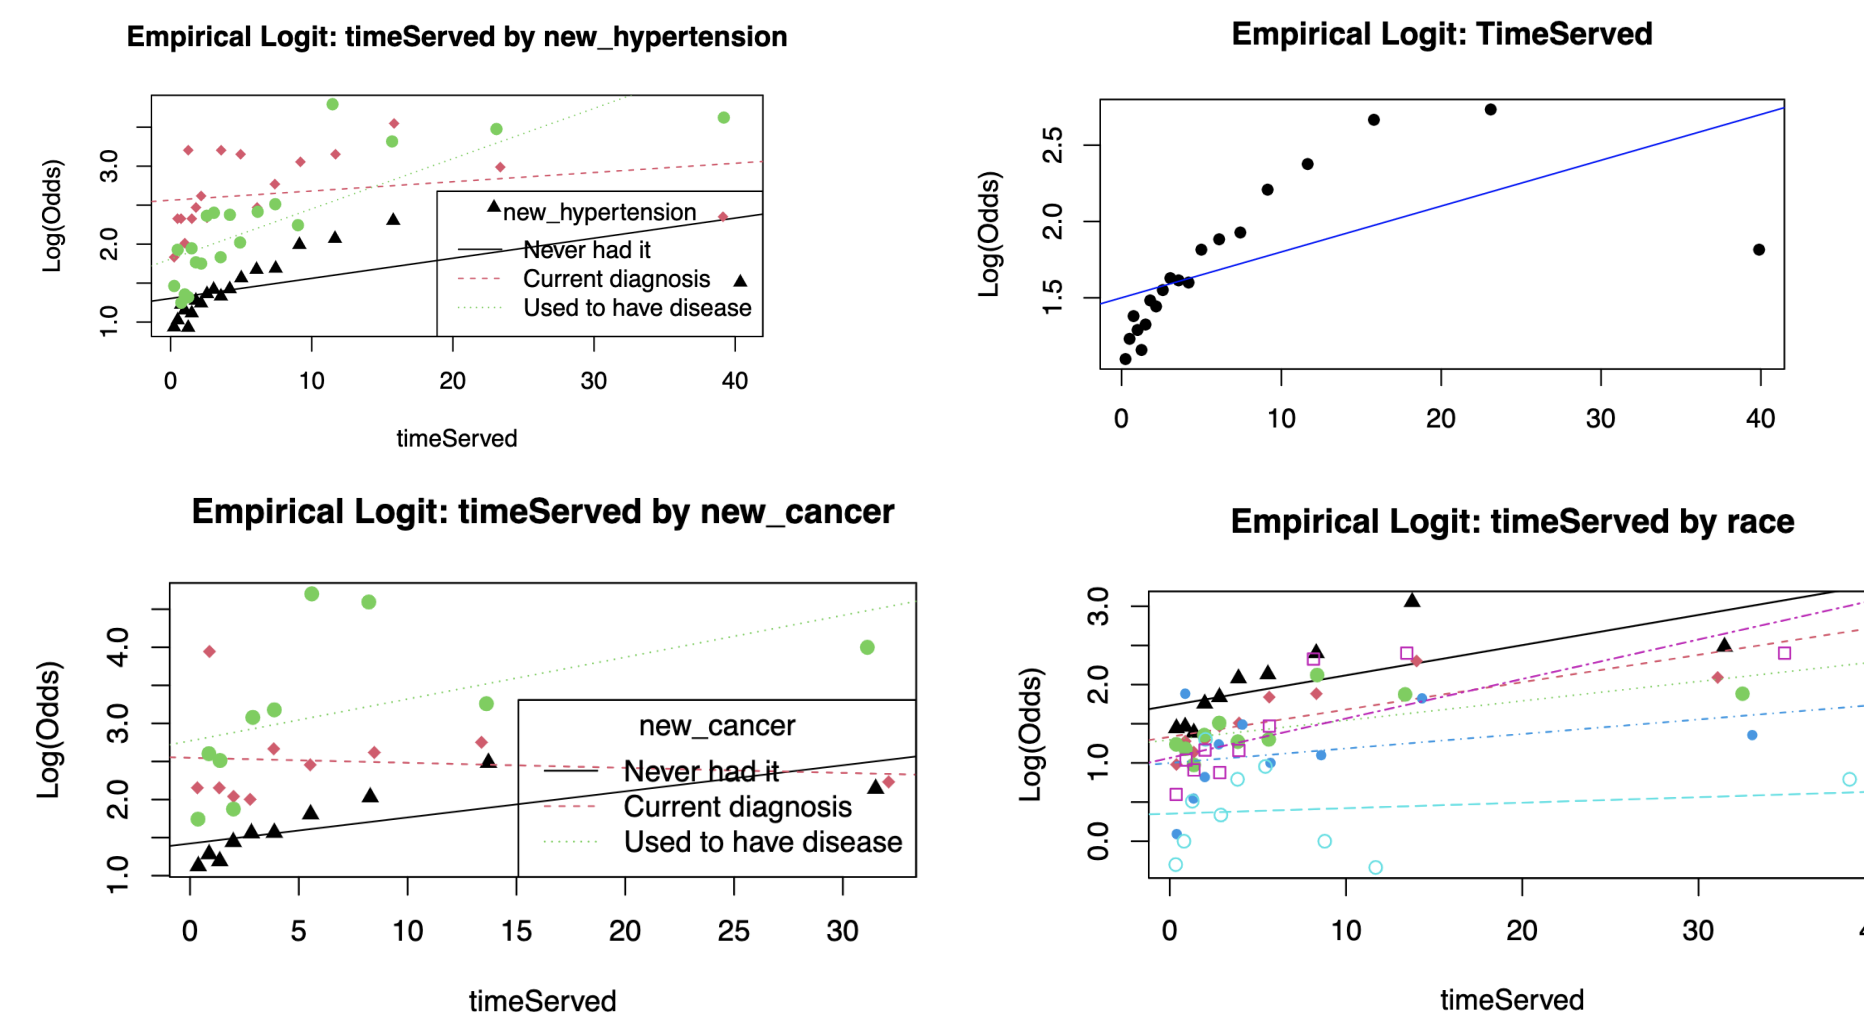 Empirical Logit: timeServed by new_hypertension
Log(Odds)
3.0
2.0
1.0
new_hypertension
Never had it
Current diagnosis
Used to have disease
0 10 20 30 40
timeServed
Empirical Logit: TimeServed
Log(Odds)
2.5
2.0
1.5
0 10 20 30 40
Empirical Logit: timeServed by new_cancer
Log(Odds)
4.0
3.0
2.0
1.0
new_cancer
Never had it
Current diagnosis
Used to have disease
0 5 10 15 20 25 30
timeServed
Empirical Logit: timeServed by race
Log(Odds)
3.0
2.0
1.0
0.0
0 10 20 30
timeServed